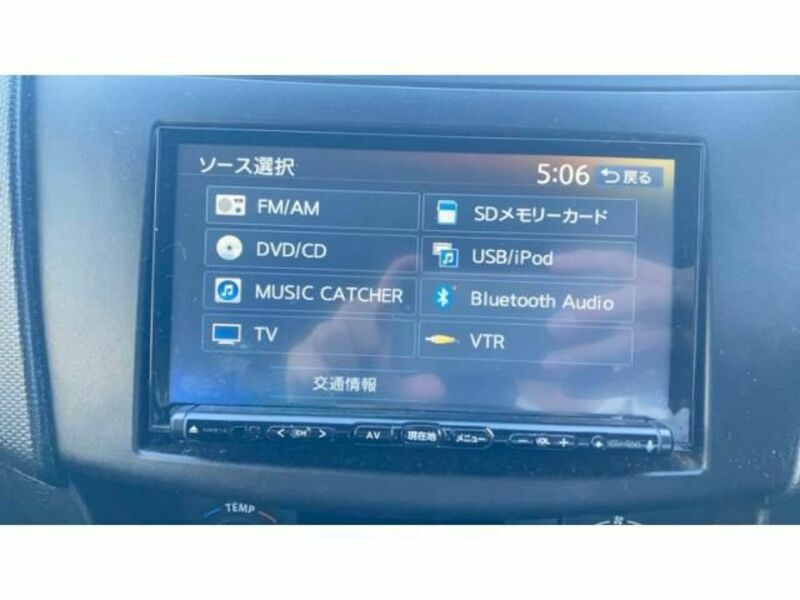 ソース選択
5:06 戻る
FM/AM
SDメモリーカード
DVD/CD
USB/iPod
MUSIC CATCHER
Bluetooth Audio
TV
VTR
交通情報
< CH > AV 現在地 メニュー − VOL + Clarion
TEMP